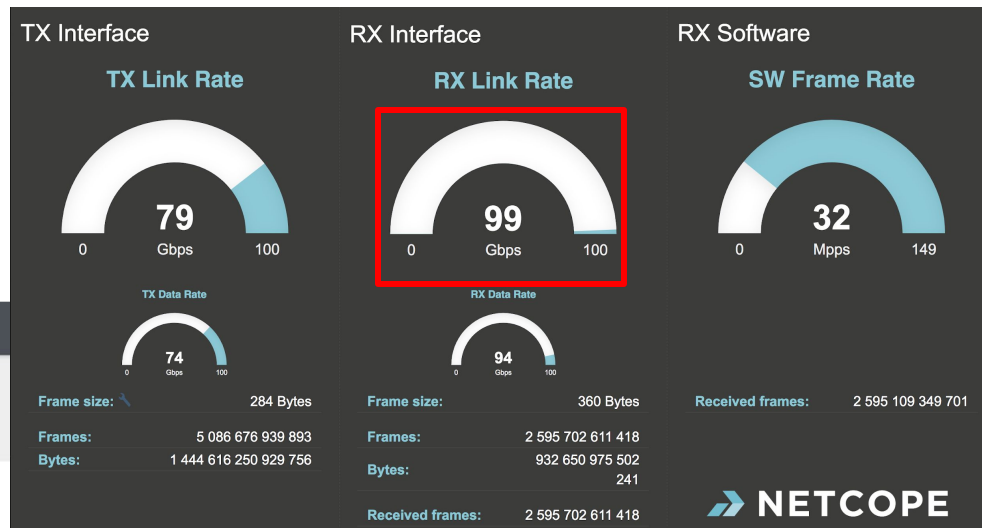 TX Interface
TX Link Rate
79
0 Gbps 100
TX Data Rate
74
0 Gbps 100
Frame size: 284 Bytes
Frames: 5 086 676 939 893
Bytes: 1 444 616 250 929 756
RX Interface
RX Link Rate
99
0 Gbps 100
RX Data Rate
94
0 Gbps 100
Frame size: 360 Bytes
Frames: 2 595 702 611 418
Bytes: 932 650 975 502
241
Received frames: 2 595 702 611 418
RX Software
SW Frame Rate
32
0 Mpps 149
Received frames: 2 595 109 349 701
NETCOPE